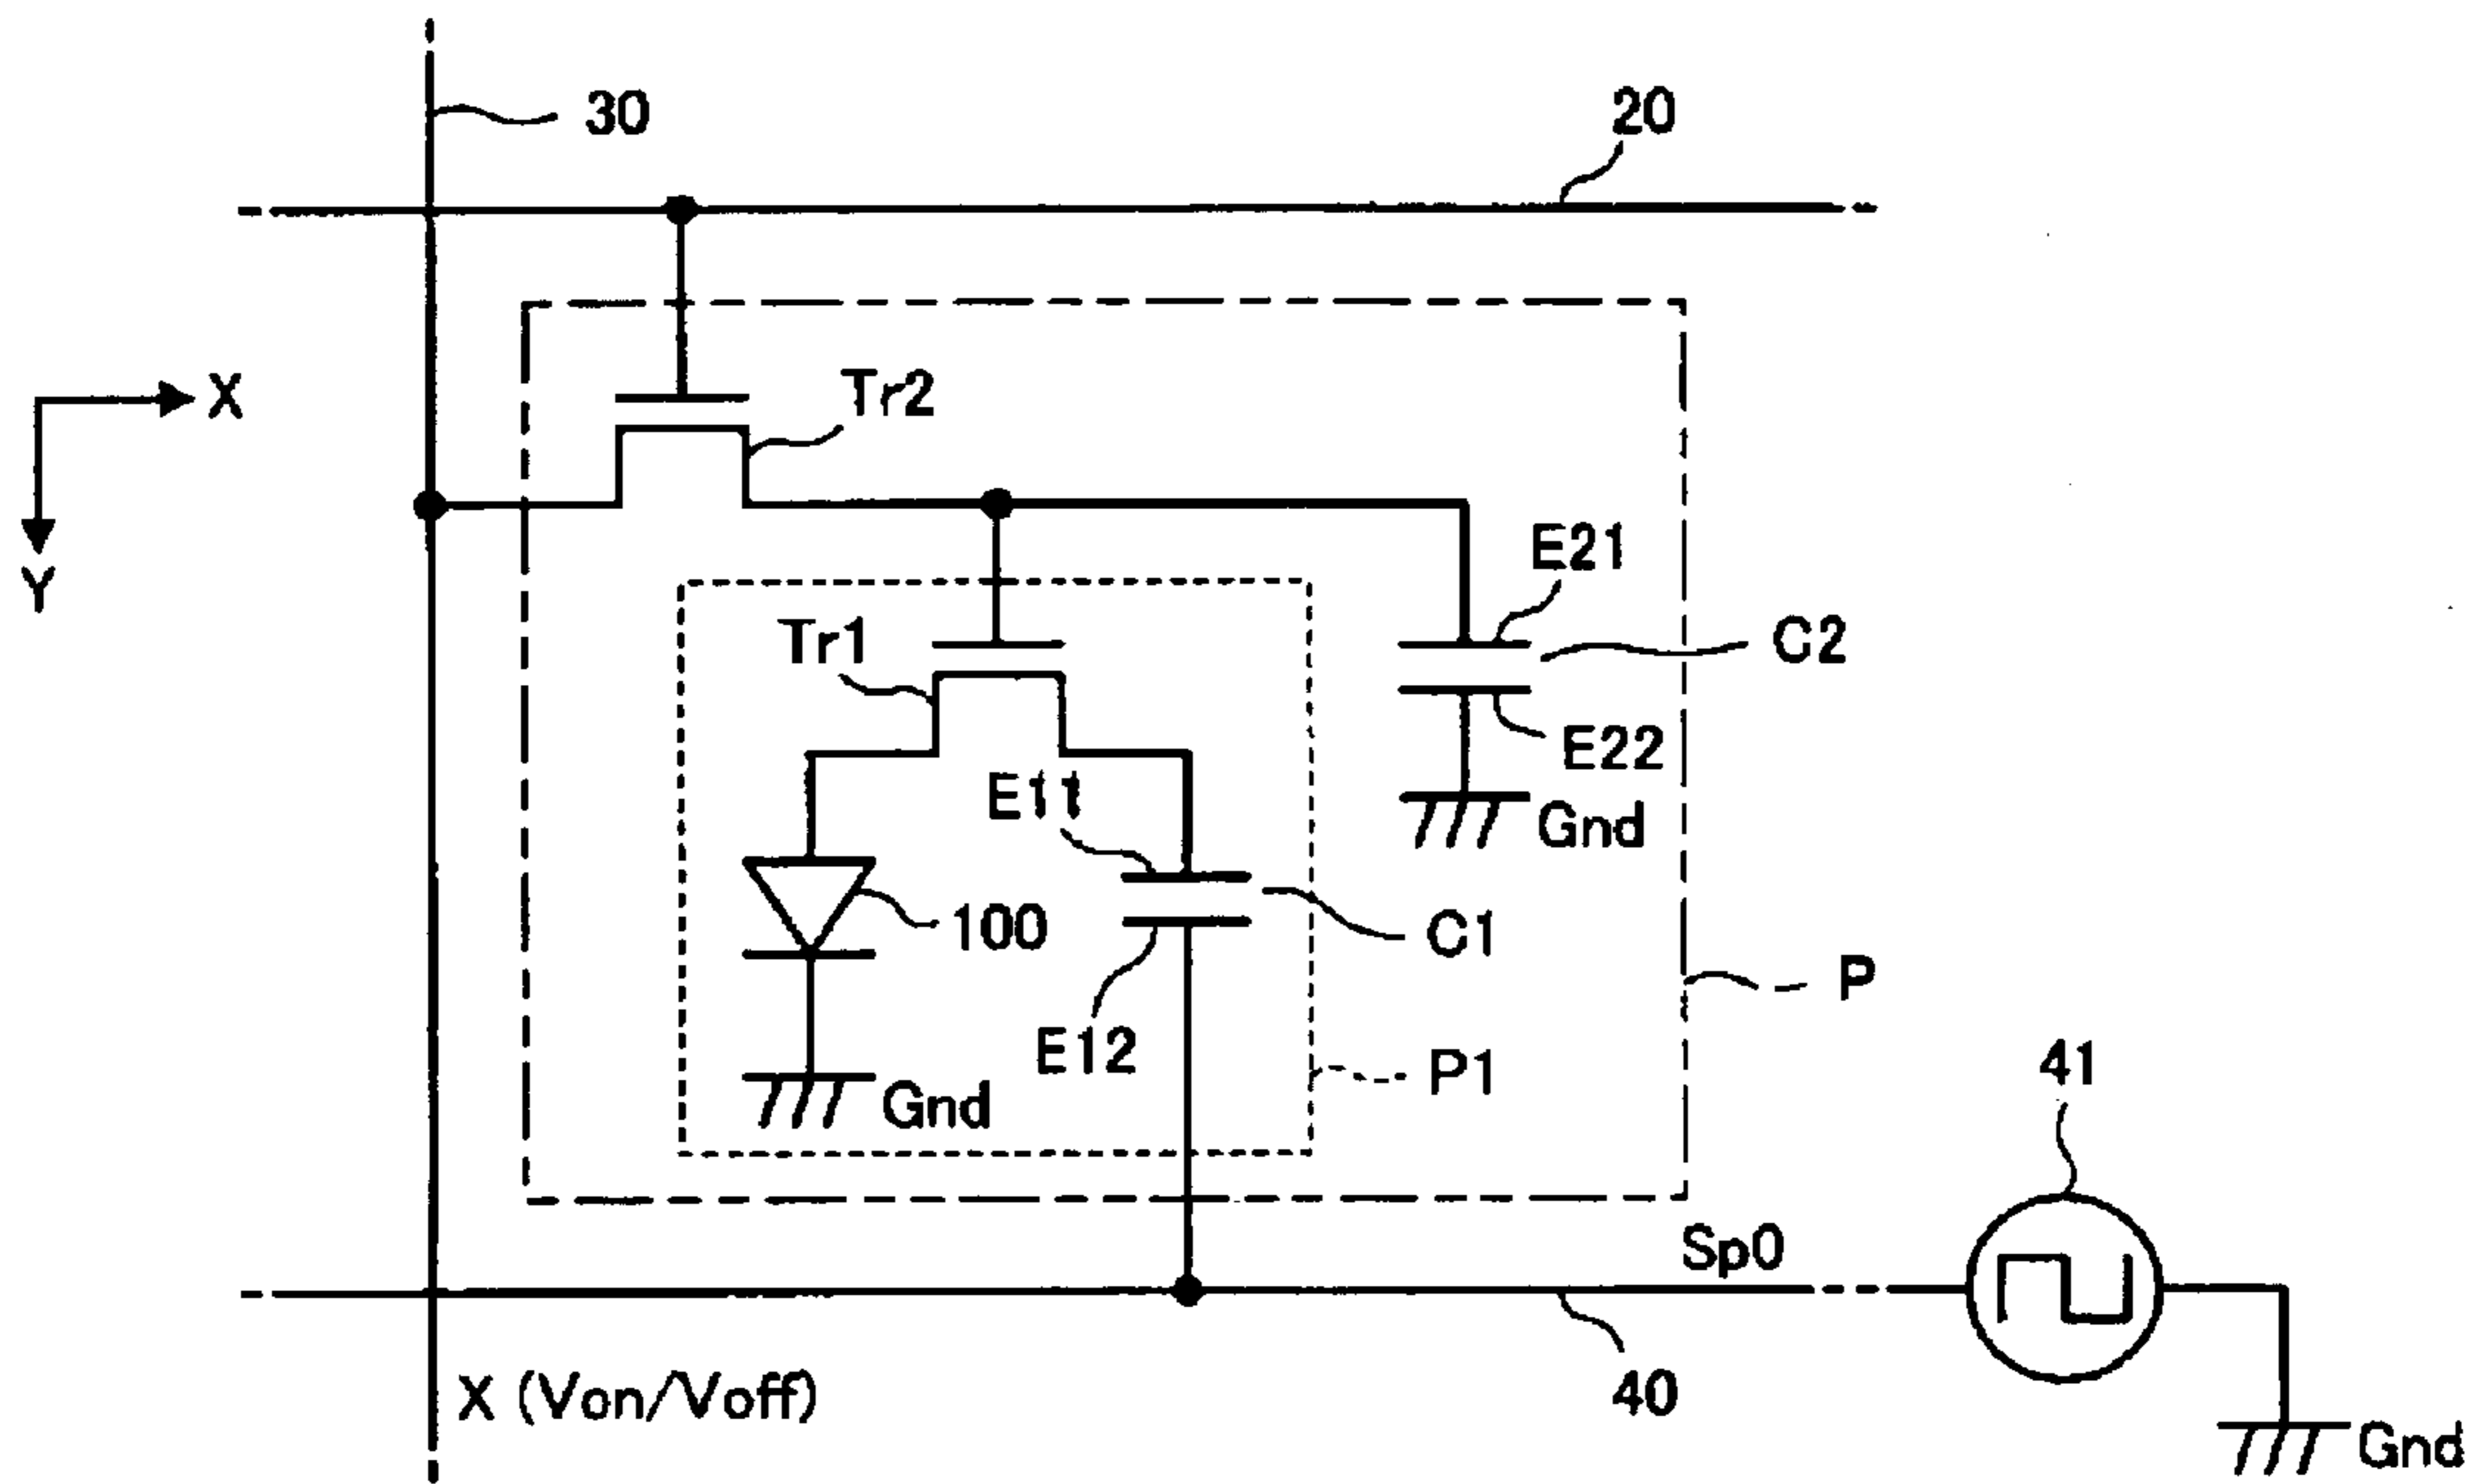 30
20
X
Tr2
Y
E21
Tr1
C2
E22
E11
Gnd
100
C1
P
E12
P1
41
Gnd
Sp0
X (Von/Voff)
40
Gnd